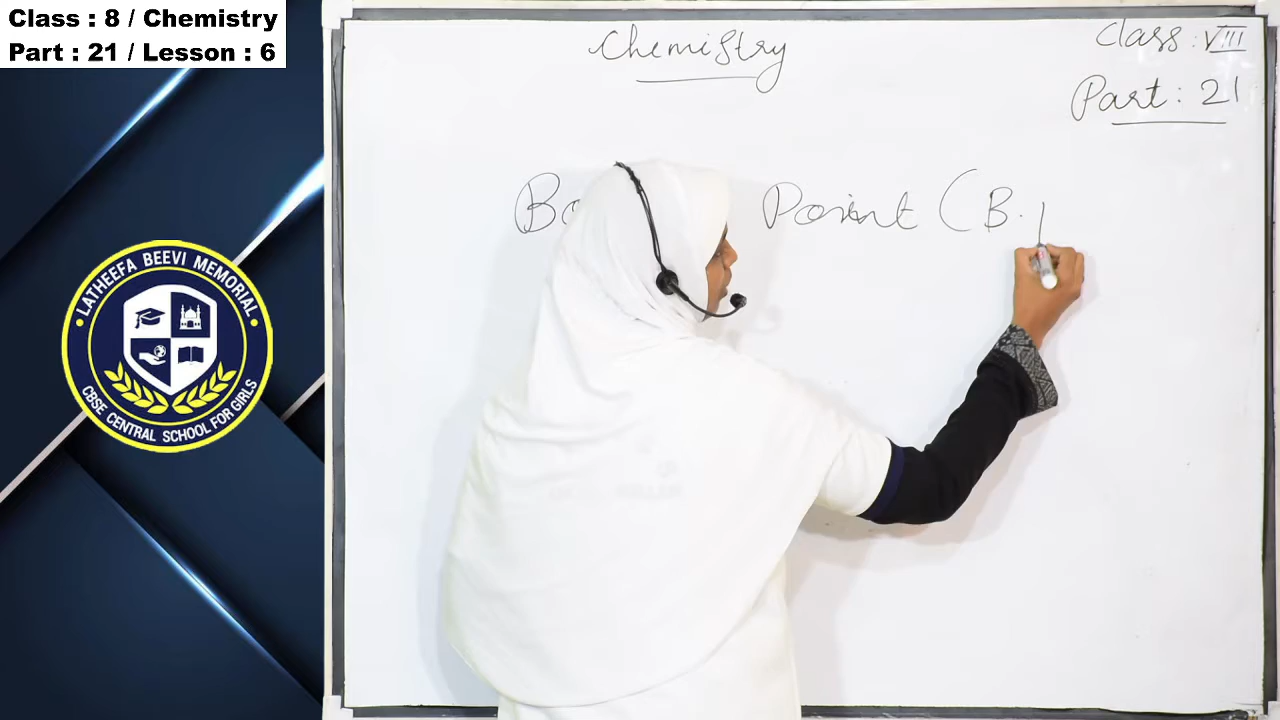 Class : 8 / Chemistry
Part : 21 / Lesson : 6
Chemistry
Class : VIII
Part : 21
Bo Point (B.
LATHEEFA BEEVI MEMORIAL
CBSE CENTRAL SCHOOL FOR GIRLS